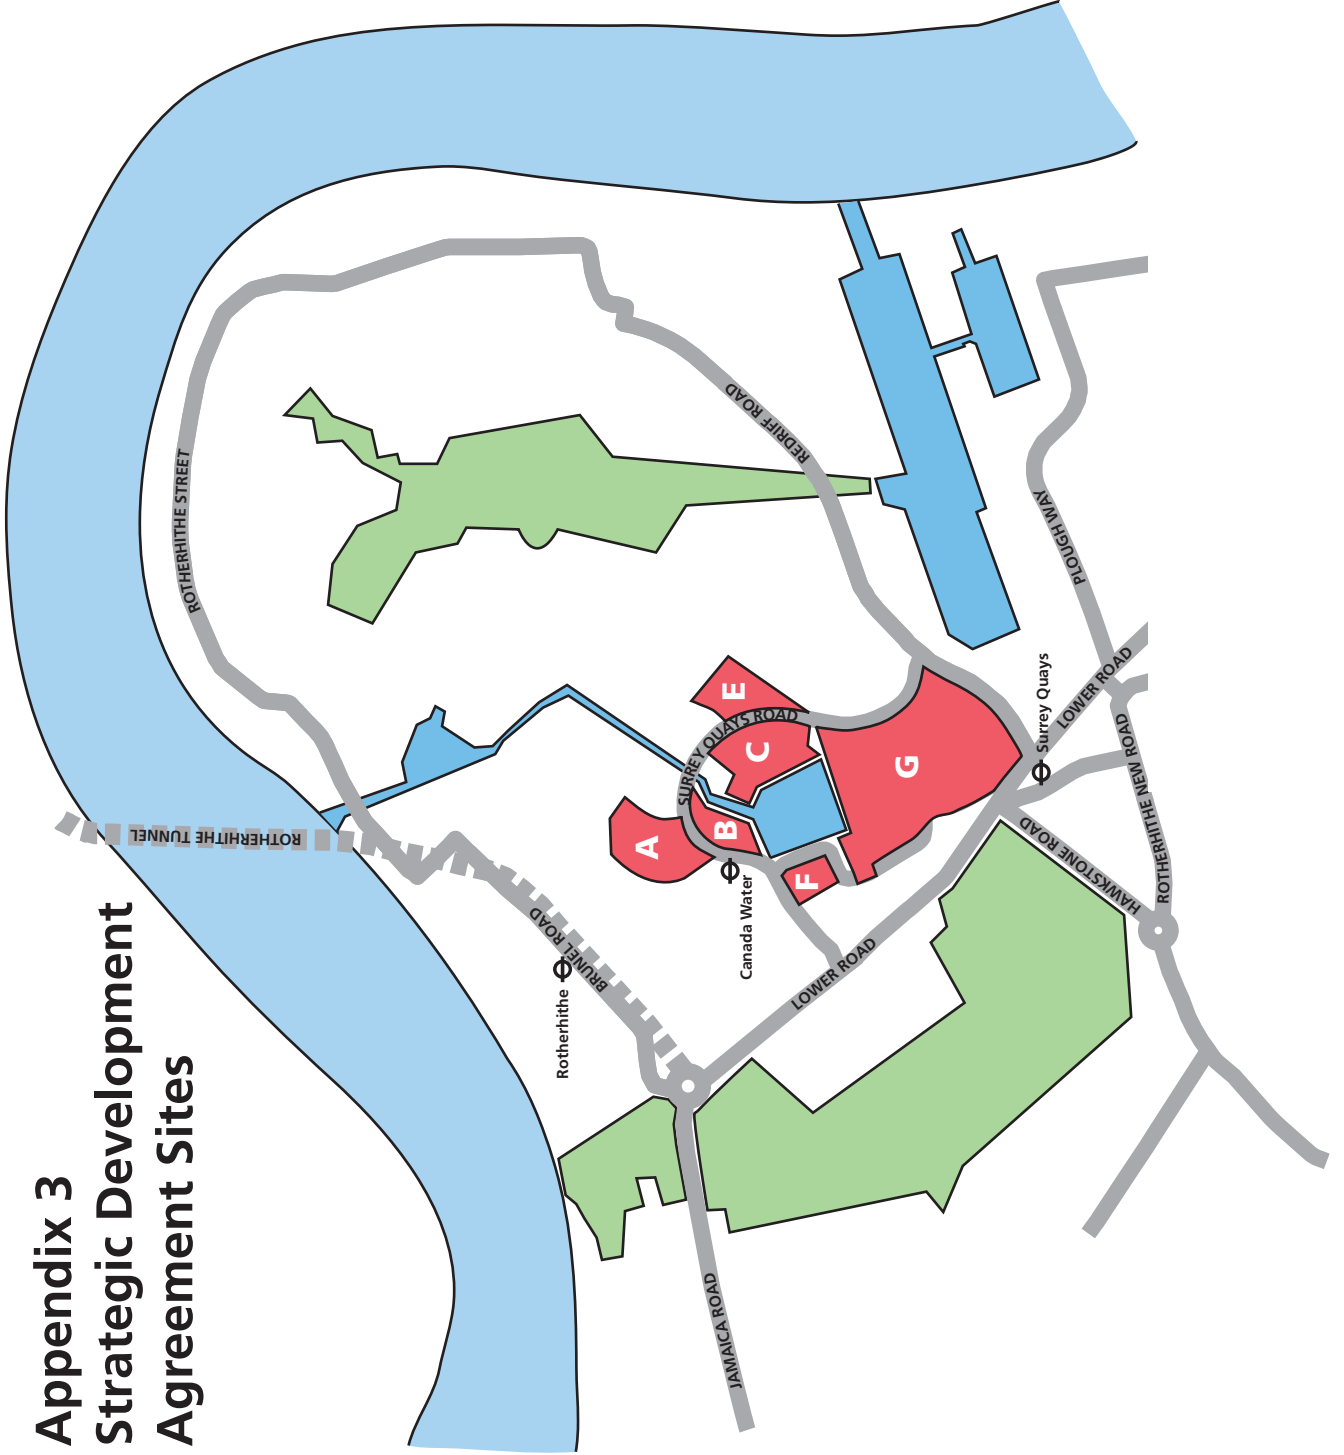 Appendix 3
Strategic Development
Agreement Sites
ROTHERHITHE TUNNEL
ROTHERHITHE STREET
BRUNEL ROAD
Rotherhithe
JAMAICA ROAD
Canada Water
SURREY QUAYS ROAD
A
B
C
E
F
G
REDRIFF ROAD
LOWER ROAD
Surrey Quays
LOWER ROAD
PLOUGH WAY
HAWKSTONE ROAD
ROTHERHITHE NEW ROAD